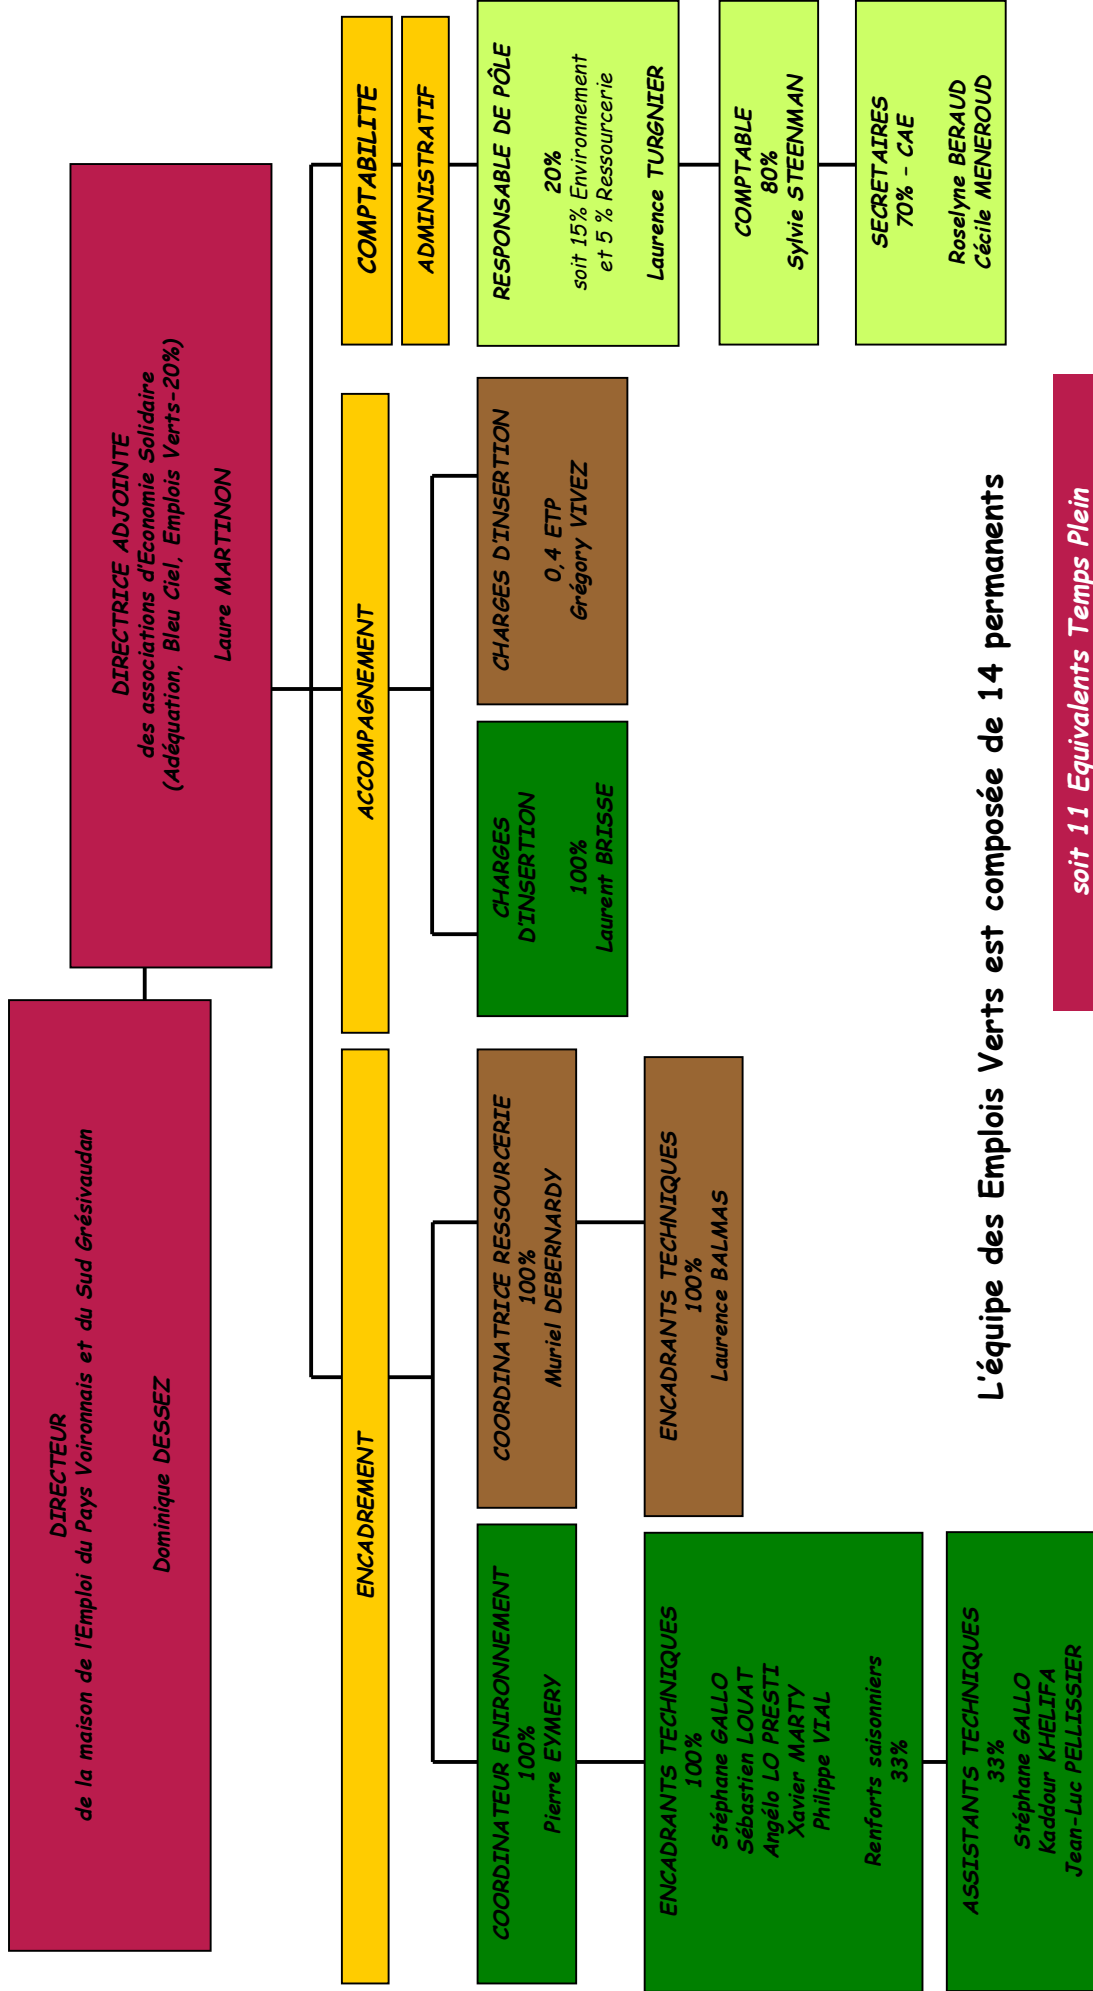 DIRECTEUR
de la maison de l'Emploi du Pays Voironnais et du Sud Grésivaudan
Dominique DESSEZ
DIRECTRICE ADJOINTE
des associations d'Economie Solidaire
(Adéquation, Bleu Ciel, Emplois Verts-20%)
Laure MARTINON
ENCADREMENT
COORDINATEUR ENIRONNEMENT
100%
Pierre EYMERY
ENCADRANTS TECHNIQUES
100%
Stéphane GALLO
Sébastien LOUAT
Angélo LO PRESTI
Xavier MARTY
Philippe VIAL
Renforts saisonniers
33%
ASSISTANTS TECHNIQUES
33%
Stéphane GALLO
Kaddour KHELIFA
Jean-Luc PELLISSIER
COORDINATRICE RESSOURCERIE
100%
Muriel DEBERNARDY
ENCADRANTS TECHNIQUES
100%
Laurence BALMAS
ACCOMPAGNEMENT
CHARGES
D'INSERTION
100%
Laurent BRISSE
CHARGES D'INSERTION
0,4 ETP
Grégory VIVEZ
COMPTABILITE
ADMINISTRATIF
RESPONSABLE DE PÔLE
20%
soit 15% Environnement
et 5 % Ressourcerie
Laurence TURGNIER
COMPTABLE
80%
Sylvie STEENMAN
SECRETAIRES
70% - CAE
Roselyne BERAUD
Cécile MENEROUD
L'équipe des Emplois Verts est composée de 14 permanents
soit 11 Equivalents Temps Plein